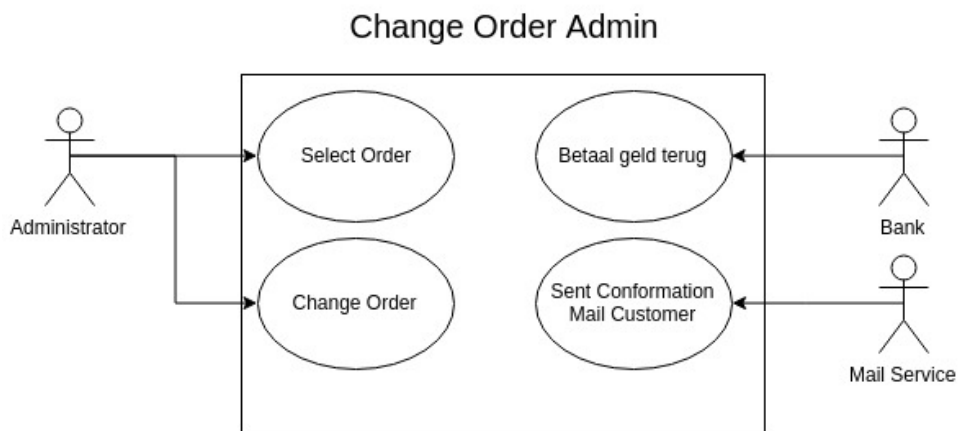 Change Order Admin
Select Order
Betaal geld terug
Administrator
Bank
Change Order
Sent Conformation
Mail Customer
Mail Service